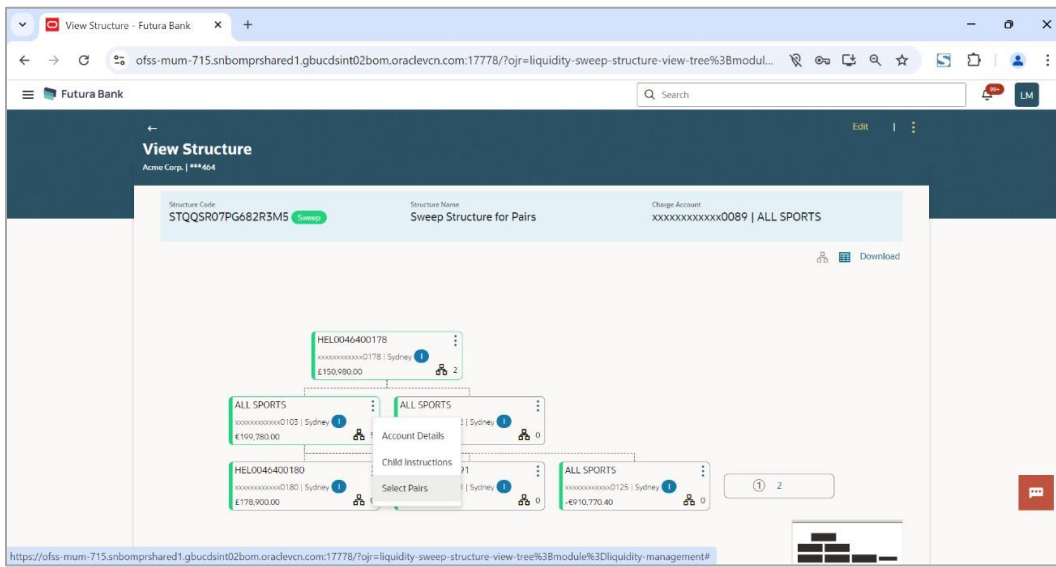 View Structure - Futura Bank
ofss-mum-715.snbomprshared1.gbucdsint02bom.oraclevcn.com:17778/?ojr=liquidity-sweep-structure-view-tree%3Bmodul...
Futura Bank
Search
99+
LM
Edit
View Structure
Acme Corp. | ***464
Structure Code
Structure Name
Charge Account
STQQSR07PG682R3M5 Sweep
Sweep Structure for Pairs
xxxxxxxxxxxx0089 | ALL SPORTS
Download
HEL0046400178
xxxxxxxxxxxx0178 | Sydney I
£150,980.00 2
ALL SPORTS
xxxxxxxxxxxx0103 | Sydney I
€199,780.00
ALL SPORTS
2 | Sydney I
0
Account Details
Child Instructions
Select Pairs
HEL0046400180
xxxxxxxxxxxx0180 | Sydney I
£178,900.00
| Sydney I
0
ALL SPORTS
xxxxxxxxxxxx0125 | Sydney I
-€910,770.40 0
1 2
https://ofss-mum-715.snbomprshared1.gbucdsint02bom.oraclevcn.com:17778/?ojr=liquidity-sweep-structure-view-tree%3Bmodule%3Dliquidity-management#